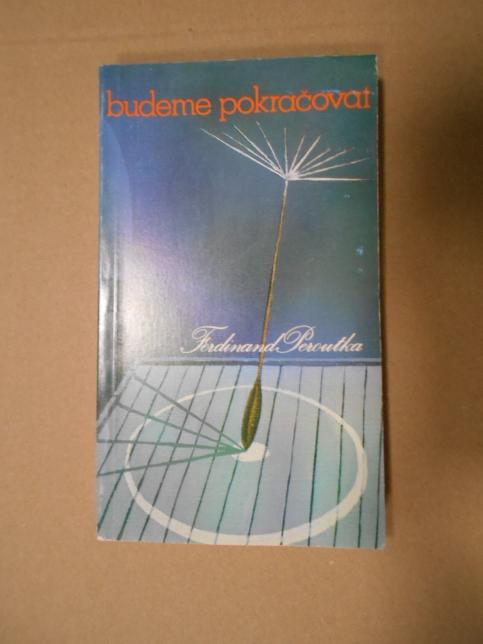 budeme pokračovat
Ferdinand Peroutka